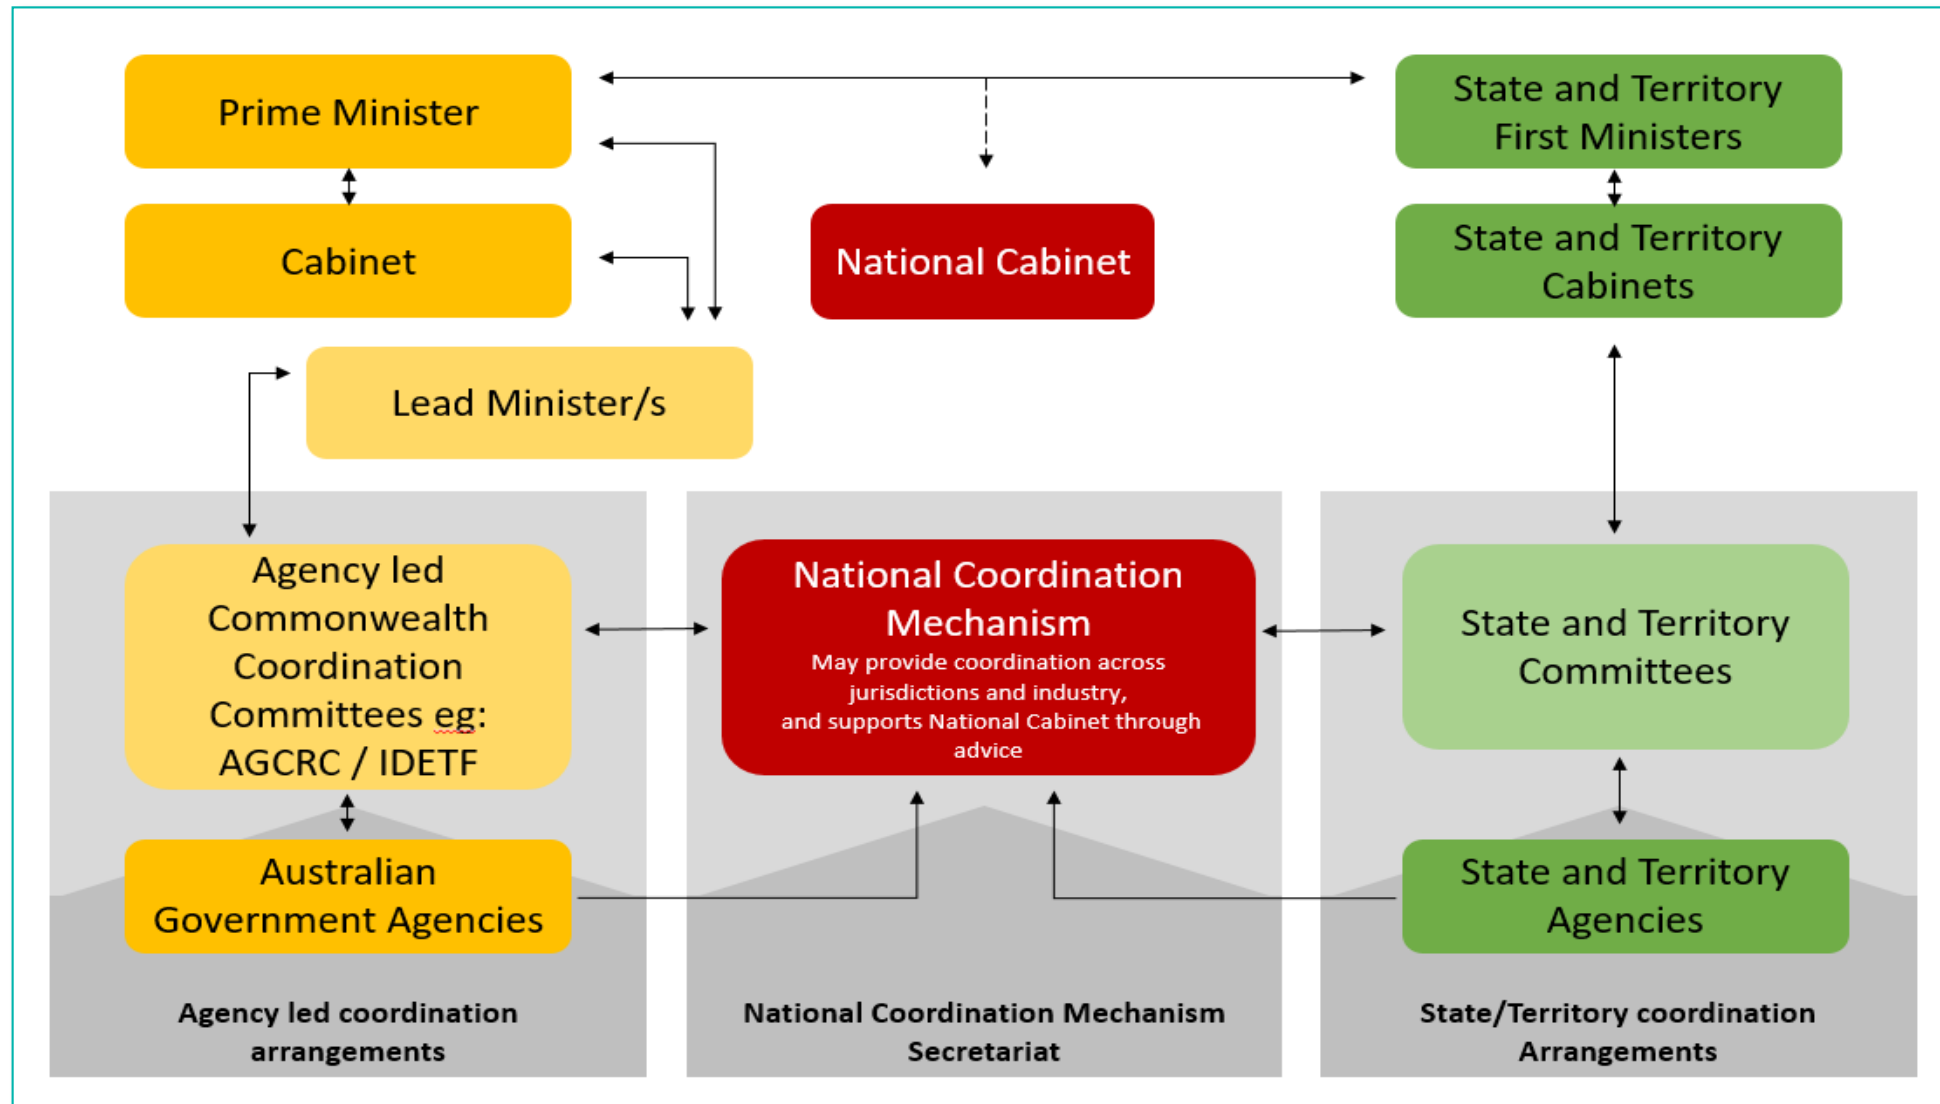 Prime Minister
State and Territory
First Ministers
Cabinet
National Cabinet
State and Territory
Cabinets
Lead Minister/s
Agency led
Commonwealth
Coordination
Committees eg:
AGCRC / IDETF
National Coordination
Mechanism
May provide coordination across
jurisdictions and industry,
and supports National Cabinet through
advice
State and Territory
Committees
Australian
Government Agencies
State and Territory
Agencies
Agency led coordination
arrangements
National Coordination Mechanism
Secretariat
State/Territory coordination
Arrangements